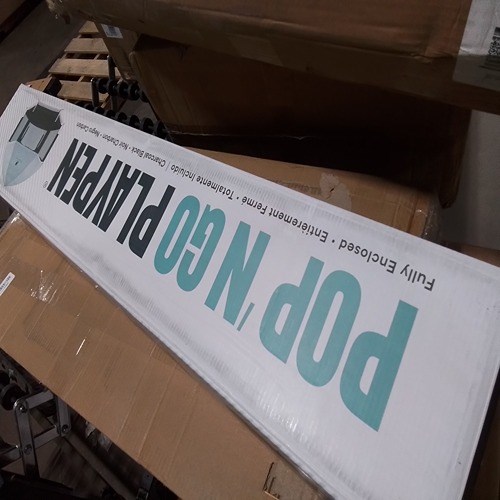 POP 'N GO PLAYPEN
Fully Enclosed • Entièrement Fermé • Totalmente Incluido | Charcoal Black • Noir Charbon • Negro Carbón